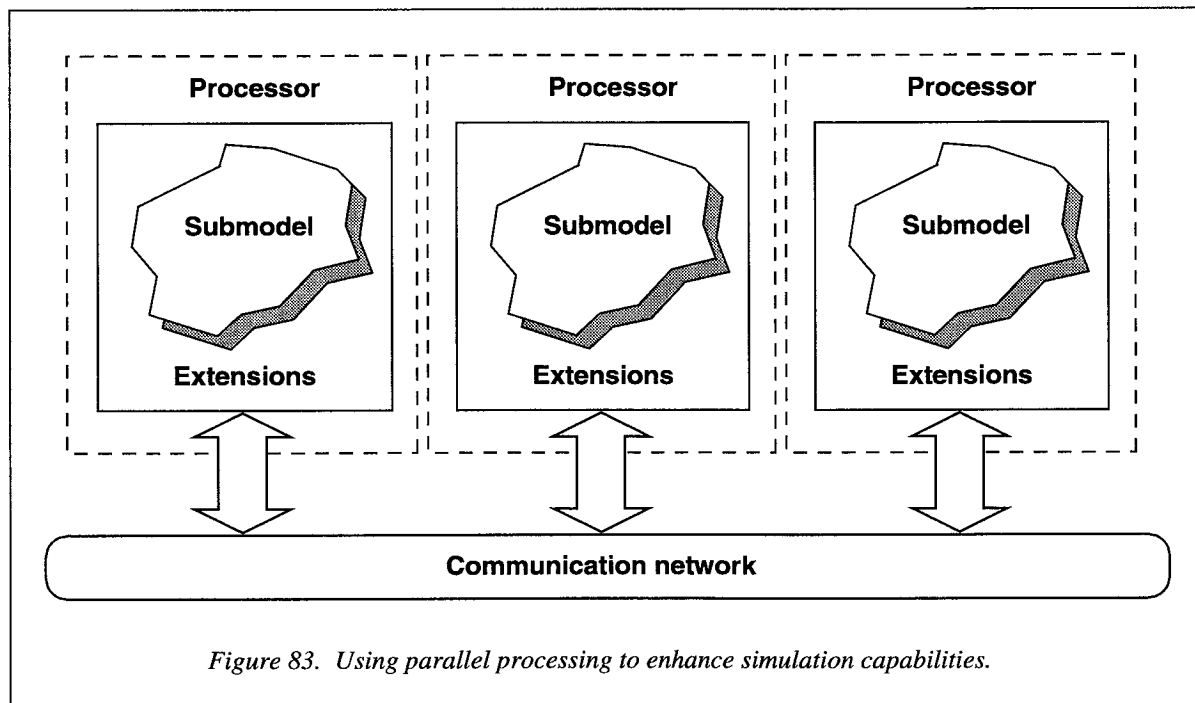 Processor
Processor
Processor
Submodel
Submodel
Submodel
Extensions
Extensions
Extensions
Communication network
Figure 83. Using parallel processing to enhance simulation capabilities.